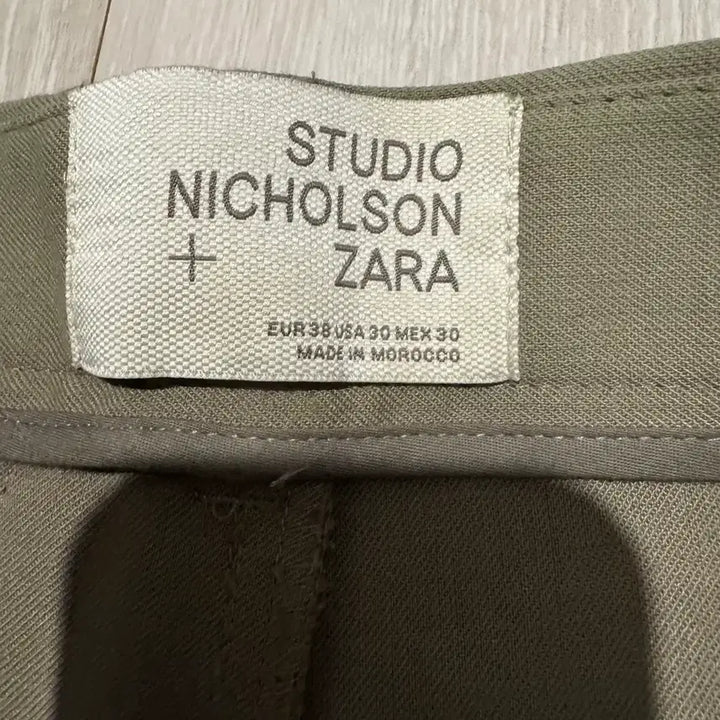 STUDIO
NICHOLSON
+ ZARA
EUR 38 USA 30 MEX 30
MADE IN MOROCCO